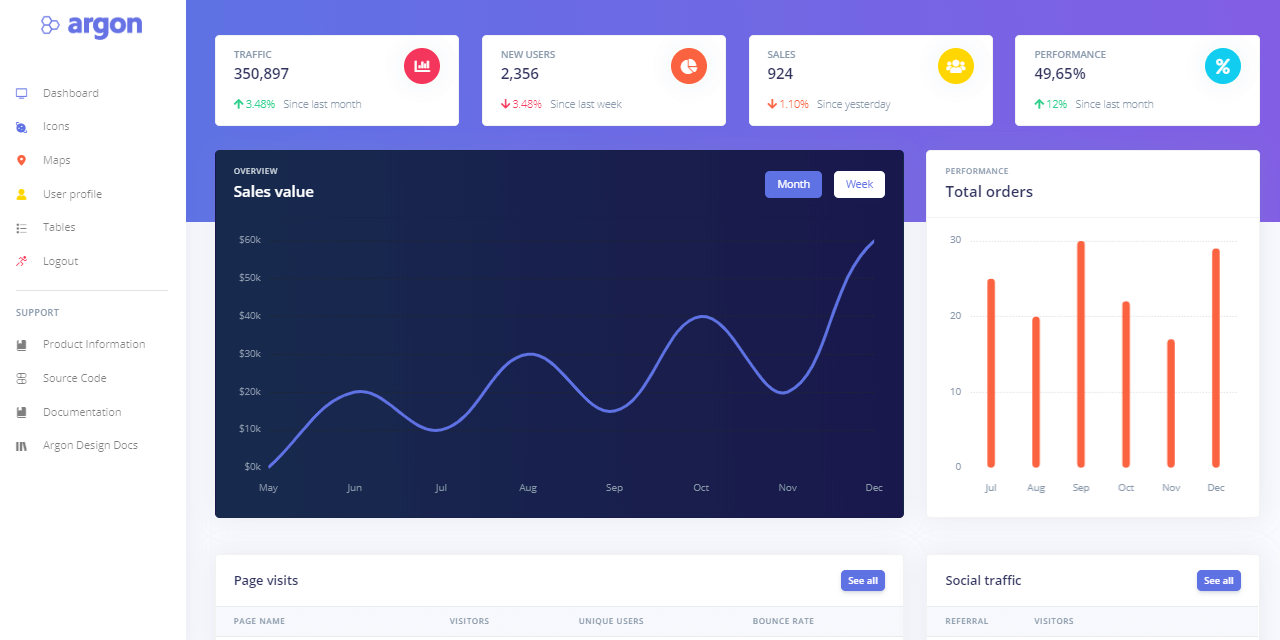 argon
Dashboard
Icons
Maps
User profile
Tables
Logout
SUPPORT
Product Information
Source Code
Documentation
Argon Design Docs
TRAFFIC
350,897
3.48% Since last month
NEW USERS
2,356
3.48% Since last week
SALES
924
1.10% Since yesterday
PERFORMANCE
49,65%
12% Since last month
OVERVIEW
Sales value
Month Week
$60k
$50k
$40k
$30k
$20k
$10k
$0k
May Jun Jul Aug Sep Oct Nov Dec
PERFORMANCE
Total orders
30
20
10
0
Jul Aug Sep Oct Nov Dec
Page visits See all
PAGE NAME VISITORS UNIQUE USERS BOUNCE RATE
Social traffic See all
REFERRAL VISITORS